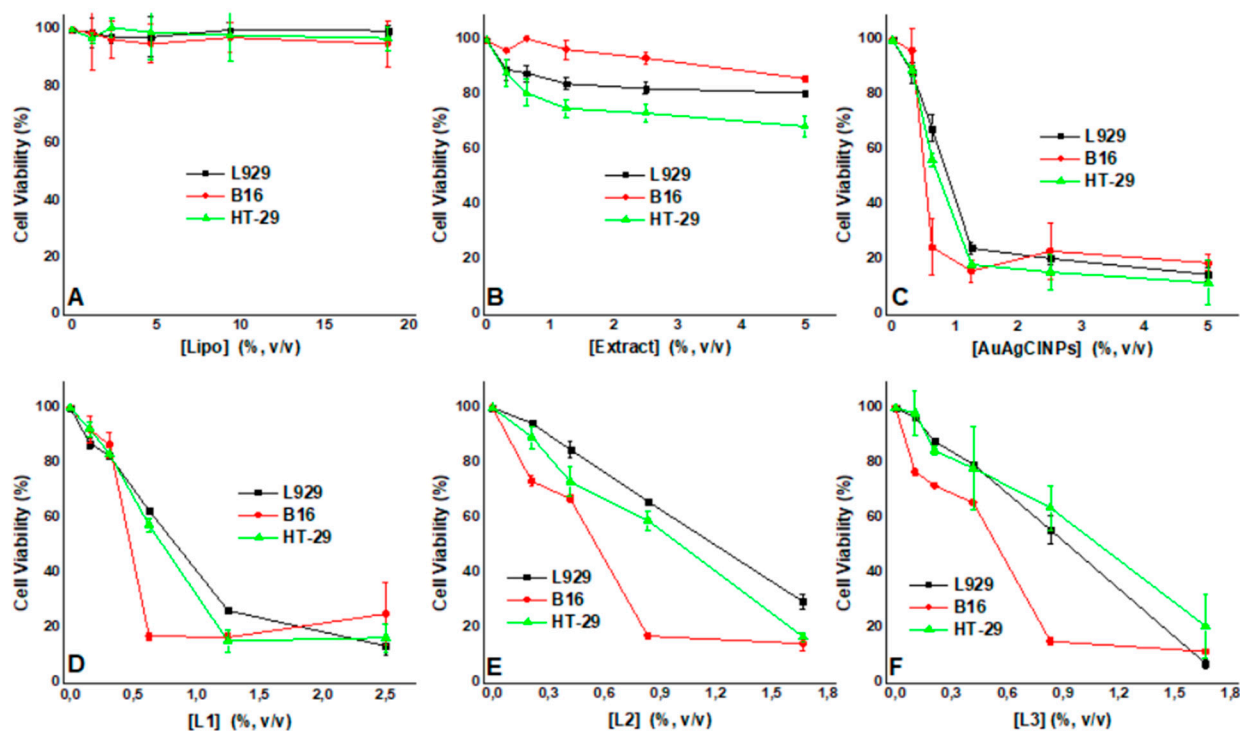 Cell Viability (%)
100
80
60
40
20
0
L929
B16
HT-29
A
0 5 10 15 20
[Lipo] (%, v/v)
Cell Viability (%)
100
80
60
40
20
0
L929
B16
HT-29
B
0 1 2 3 4 5
[Extract] (%, v/v)
Cell Viability (%)
100
80
60
40
20
0
L929
B16
HT-29
C
0 1 2 3 4 5
[AuAgClNPs] (%, v/v)
Cell Viability (%)
100
80
60
40
20
0
L929
B16
HT-29
D
0,0 0,5 1,0 1,5 2,0 2,5
[L1] (%, v/v)
Cell Viability (%)
100
80
60
40
20
0
L929
B16
HT-29
E
0,0 0,3 0,6 0,9 1,2 1,5 1,8
[L2] (%, v/v)
Cell Viability (%)
100
80
60
40
20
0
L929
B16
HT-29
F
0,0 0,3 0,6 0,9 1,2 1,5 1,8
[L3] (%, v/v)